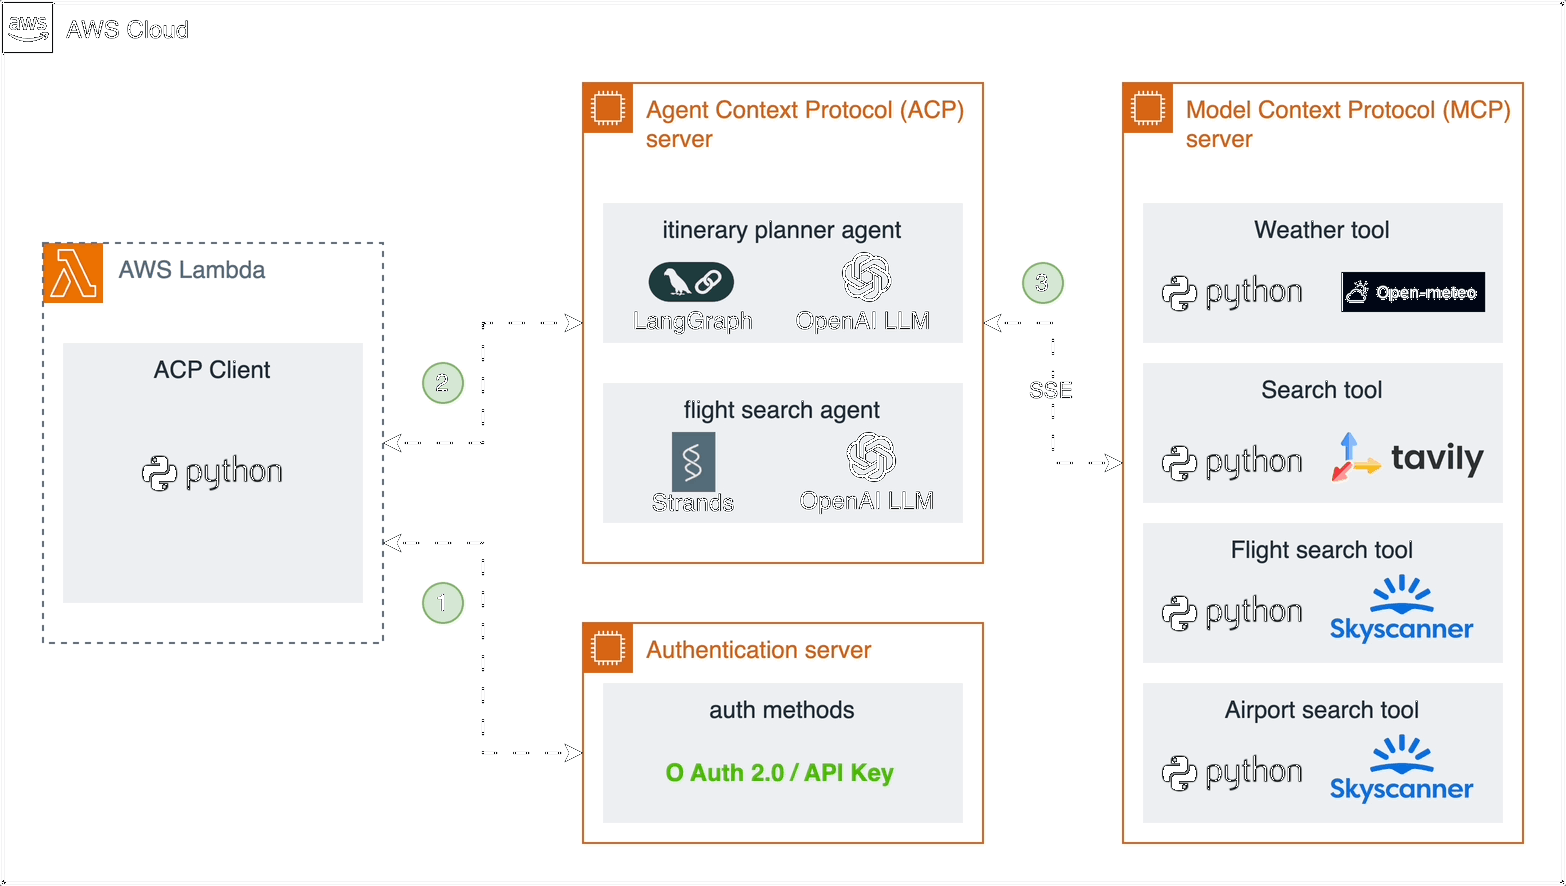 aws
AWS Cloud
AWS Lambda
ACP Client
python
2
1
Agent Context Protocol (ACP)
server
itinerary planner agent
LangGraph
OpenAI LLM
flight search agent
Strands
OpenAI LLM
Authentication server
auth methods
O Auth 2.0 / API Key
3
SSE
Model Context Protocol (MCP)
server
Weather tool
python
Open-meteo
Search tool
python
tavily
Flight search tool
python
Skyscanner
Airport search tool
python
Skyscanner